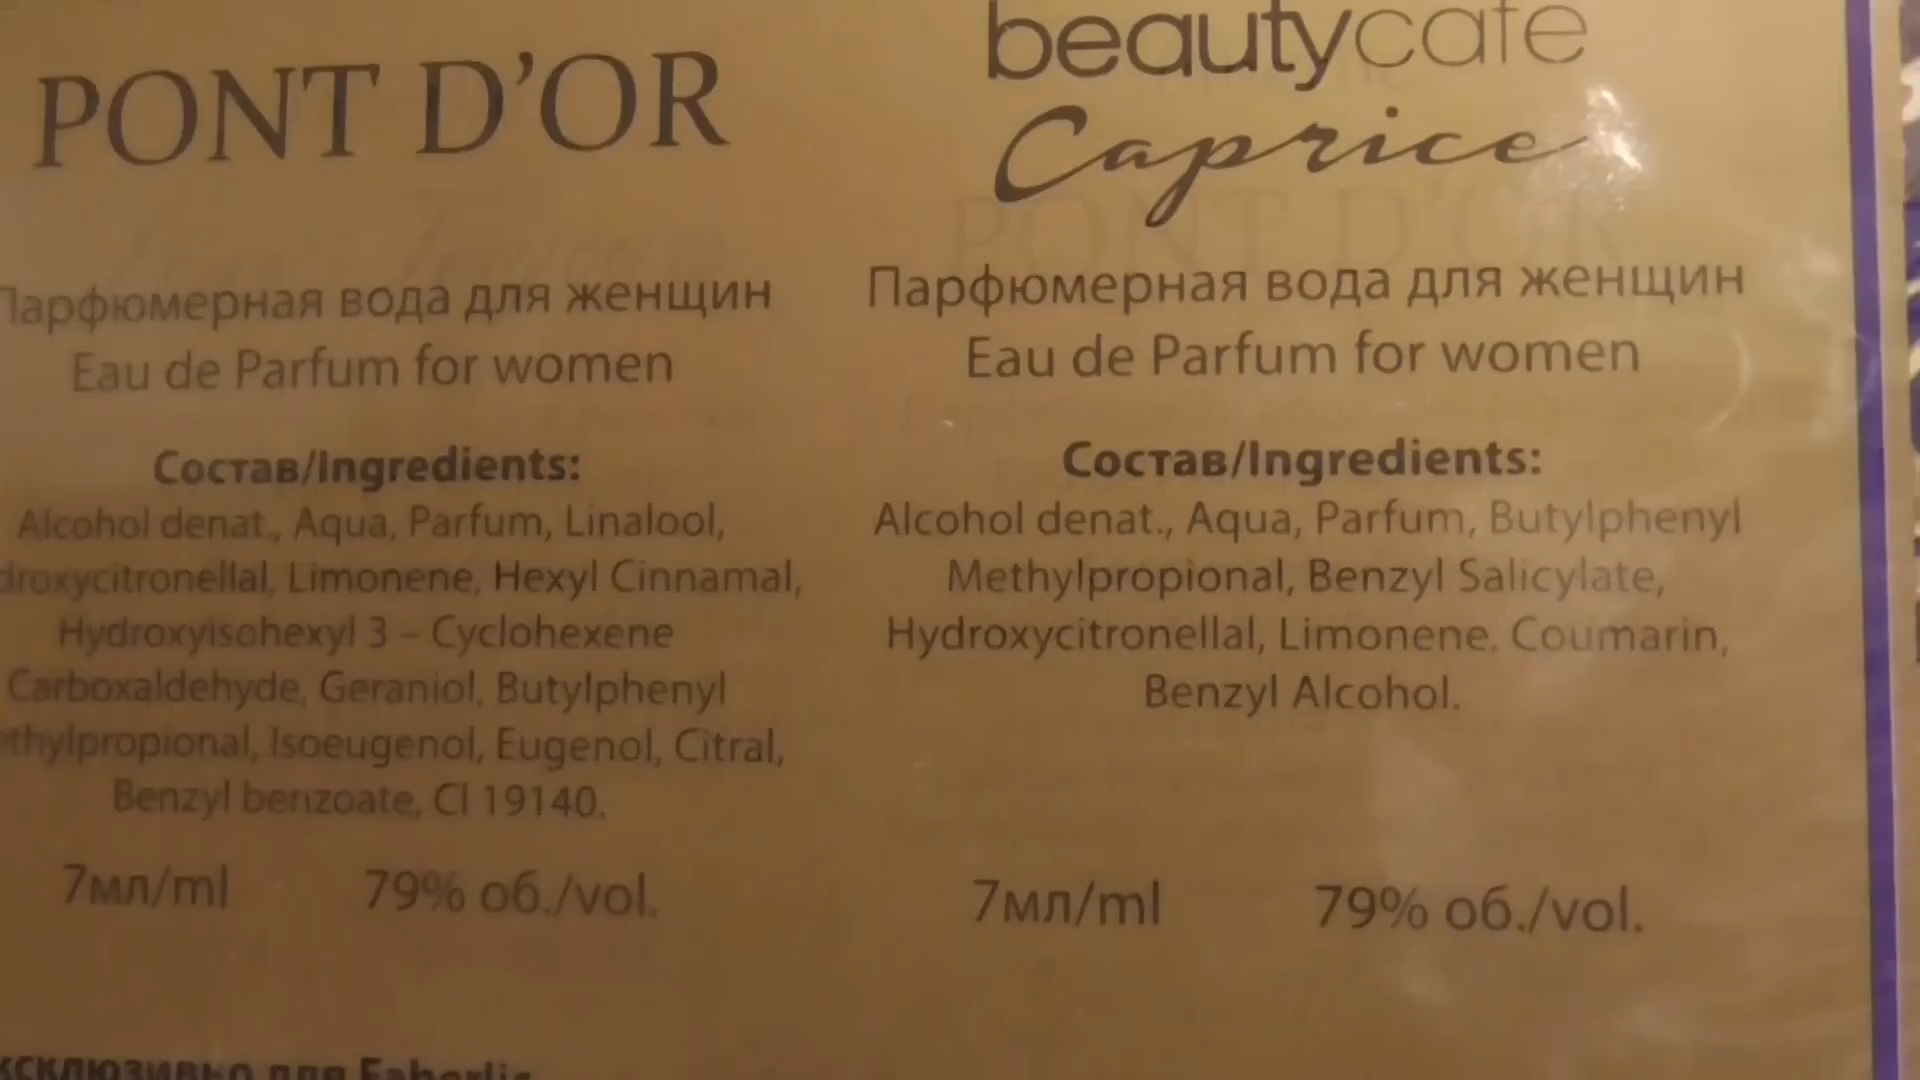 PONT D'OR
Парфюмерная вода для женщин
Eau de Parfum for women
Состав/Ingredients:
Alcohol denat., Aqua, Parfum, Linalool,
droxycitronellal, Limonene, Hexyl Cinnamal,
Hydroxyisohexyl 3 – Cyclohexene
Carboxaldehyde, Geraniol, Butylphenyl
ethylpropional, Isoeugenol, Eugenol, Citral,
Benzyl benzoate, CI 19140.
7мл/ml 79% об./vol.
ксклюзивно для Faberlic
beautycafe
Caprice
Парфюмерная вода для женщин
Eau de Parfum for women
Состав/Ingredients:
Alcohol denat., Aqua, Parfum, Butylphenyl
Methylpropional, Benzyl Salicylate,
Hydroxycitronellal, Limonene, Coumarin,
Benzyl Alcohol.
7мл/ml 79% об./vol.